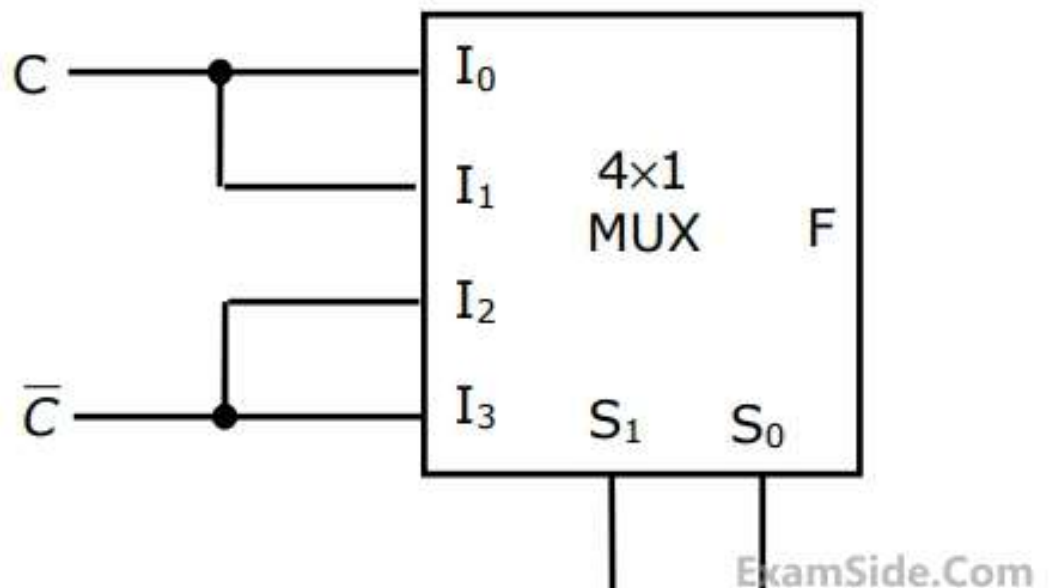 C
I₀
I₁
4×1
MUX
F
I₂
C̅
I₃
S₁
S₀
ExamSide.Com